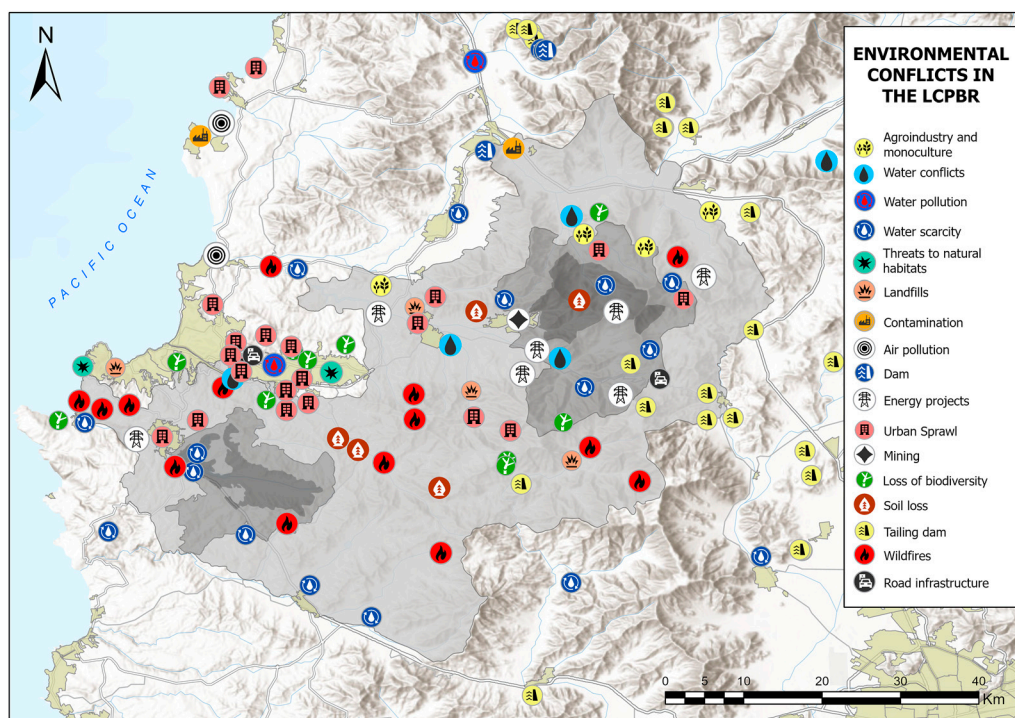 N
PACIFIC OCEAN
ENVIRONMENTAL
CONFLICTS IN
THE LCPBR
Agroindustry and
monoculture
Water conflicts
Water pollution
Water scarcity
Threats to natural
habitats
Landfills
Contamination
Air pollution
Dam
Energy projects
Urban Sprawl
Mining
Loss of biodiversity
Soil loss
Tailing dam
Wildfires
Road infrastructure
0 5 10 20 30 40
Km